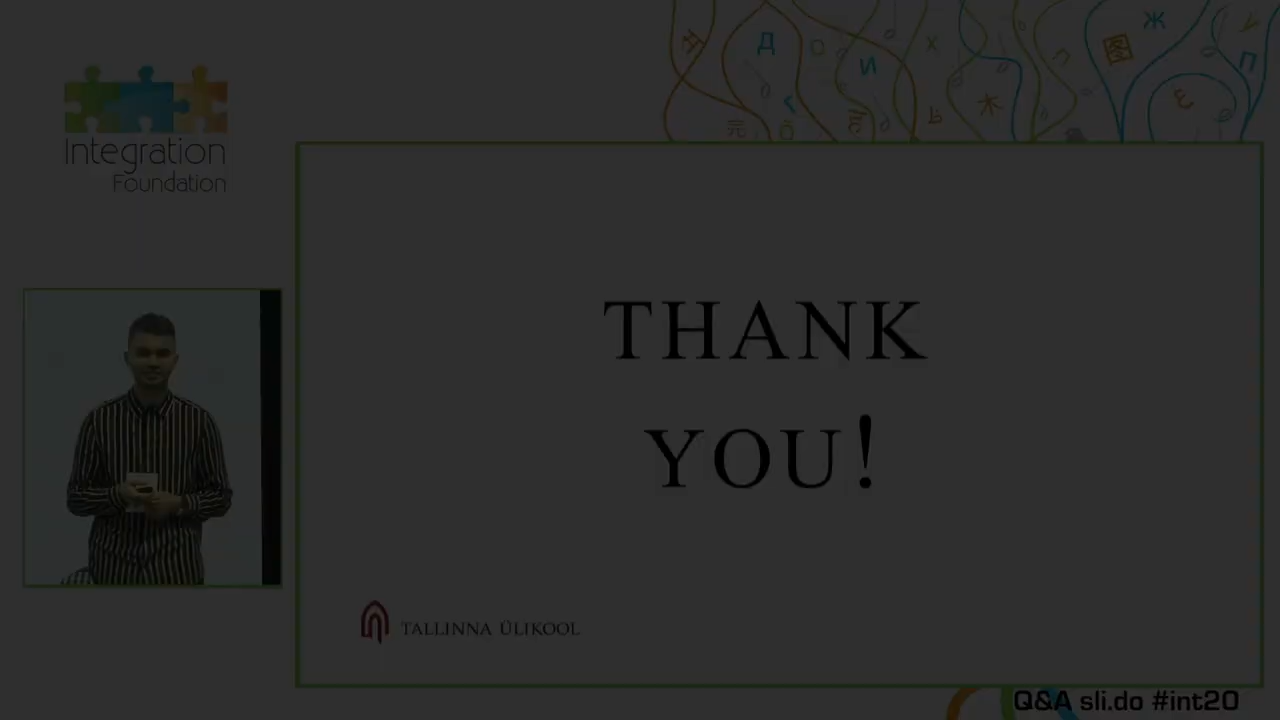 Integration
Foundation
THANK
YOU!
TALLINNA ÜLIKOOL
Q&A sli.do #int20